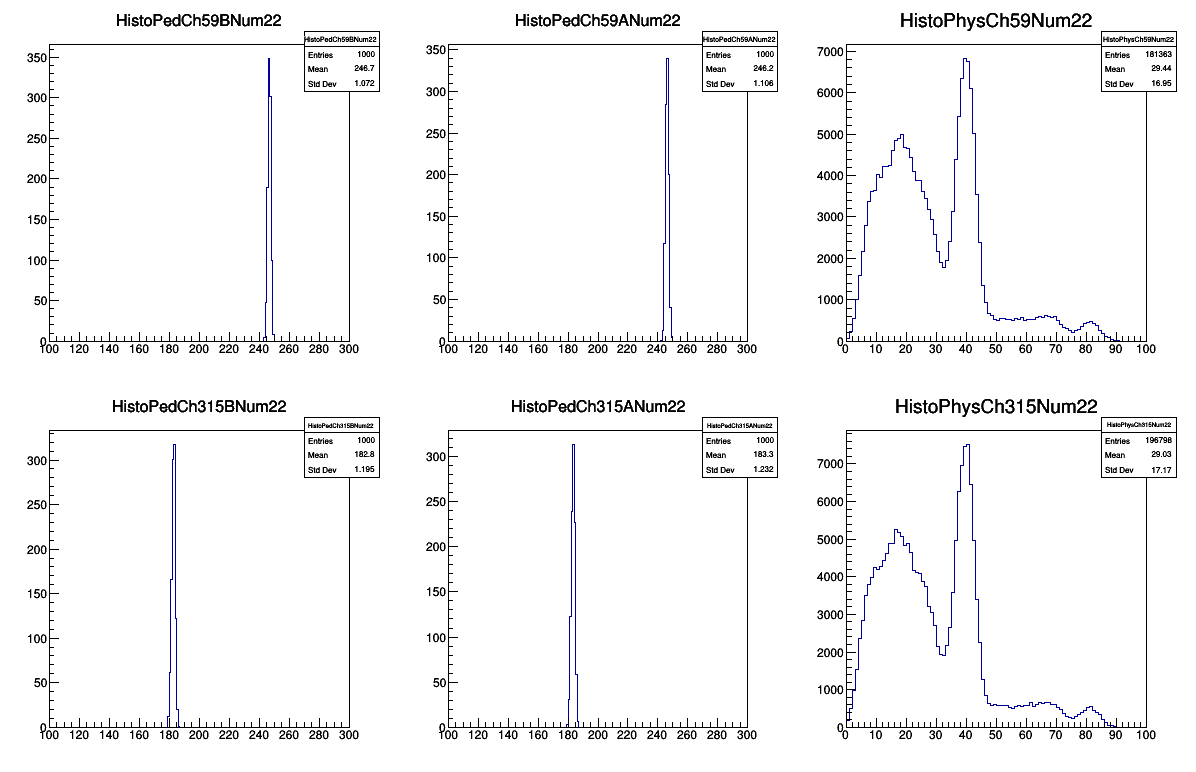 HistoPedCh59BNum22
HistoPedCh59BNum22
Entries 1000
Mean 246.7
Std Dev 1.072
350
300
250
200
150
100
50
0
100 120 140 160 180 200 220 240 260 280 300
HistoPedCh59ANum22
HistoPedCh59ANum22
Entries 1000
Mean 246.2
Std Dev 1.106
350
300
250
200
150
100
50
0
100 120 140 160 180 200 220 240 260 280 300
HistoPhysCh59Num22
HistoPhysCh59Num22
Entries 181363
Mean 29.44
Std Dev 16.95
7000
6000
5000
4000
3000
2000
1000
0
0 10 20 30 40 50 60 70 80 90 100
HistoPedCh315BNum22
HistoPedCh315BNum22
Entries 1000
Mean 182.8
Std Dev 1.195
300
250
200
150
100
50
0
100 120 140 160 180 200 220 240 260 280 300
HistoPedCh315ANum22
HistoPedCh315ANum22
Entries 1000
Mean 183.3
Std Dev 1.232
300
250
200
150
100
50
0
100 120 140 160 180 200 220 240 260 280 300
HistoPhysCh315Num22
HistoPhysCh315Num22
Entries 196798
Mean 29.03
Std Dev 17.17
7000
6000
5000
4000
3000
2000
1000
0
0 10 20 30 40 50 60 70 80 90 100